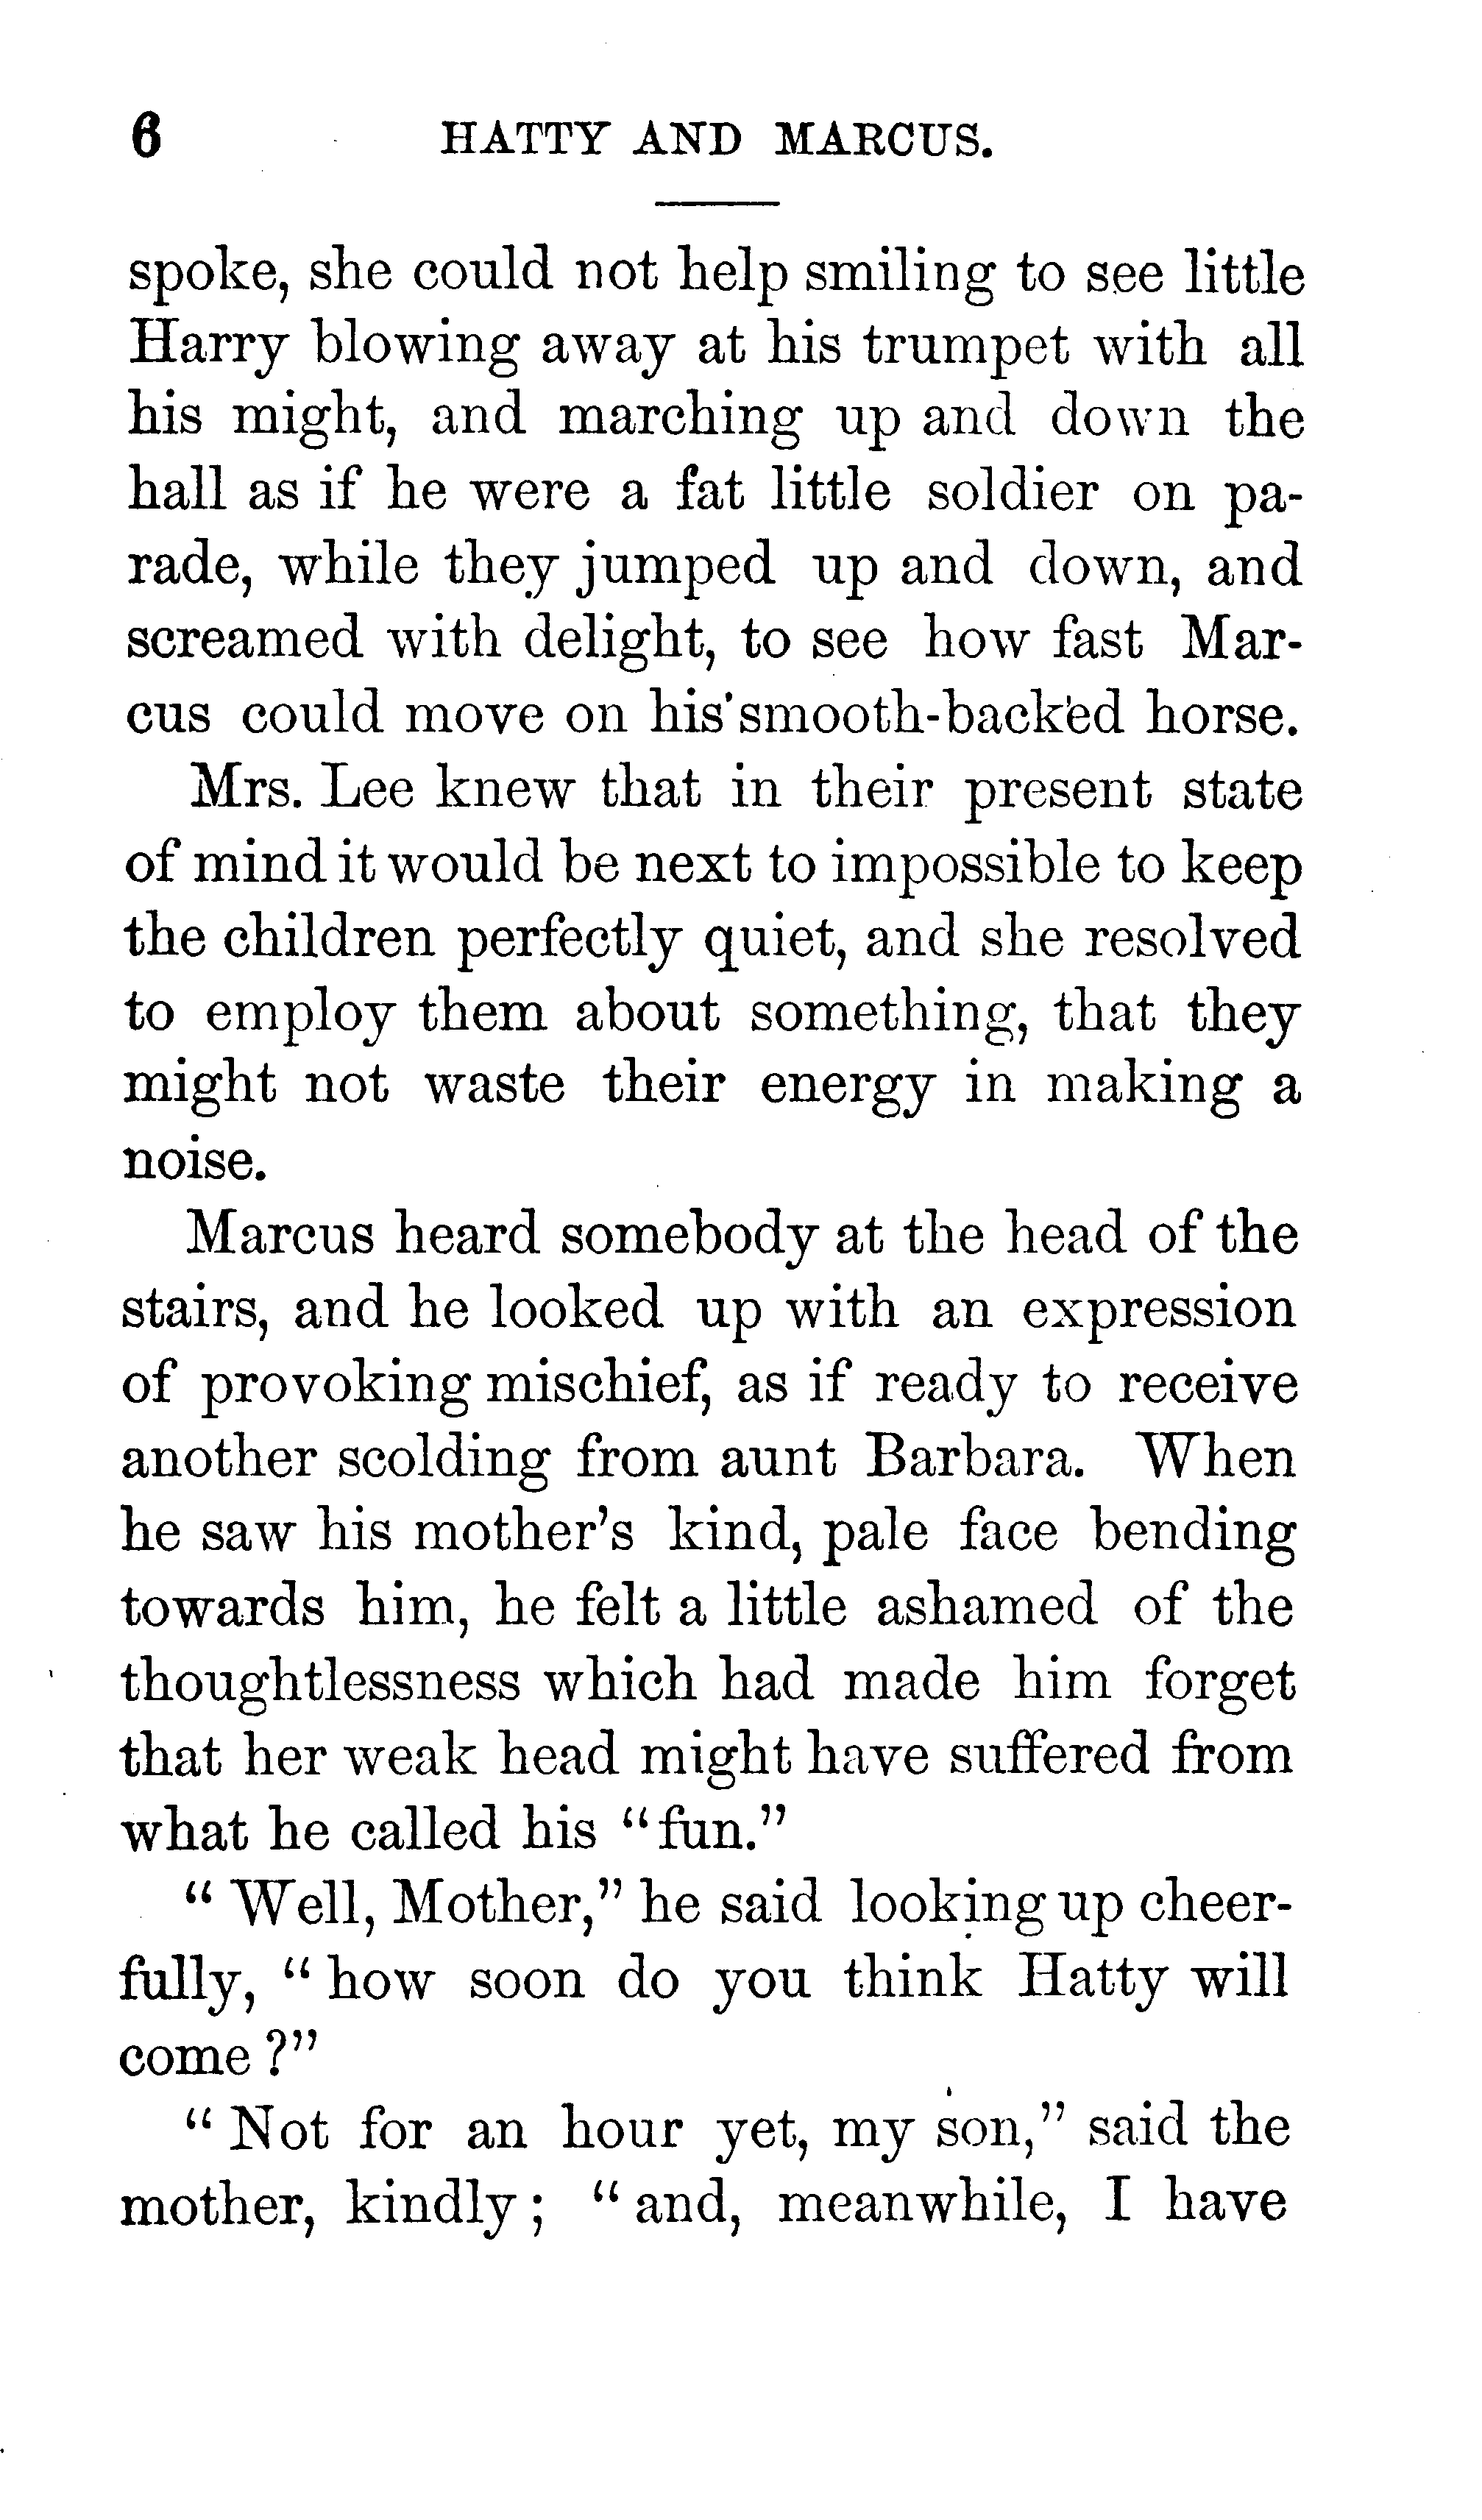 6 HATTY AND MARCUS.
spoke, she could not help smiling to see little
Harry blowing away at his trumpet with all
his might, and marching up and down the
hall as if he were a fat little soldier on pa-
rade, while they jumped up and down, and
screamed with delight, to see how fast Mar-
cus could move on his smooth-backed horse.
Mrs. Lee knew that in their present state
of mind it would be next to impossible to keep
the children perfectly quiet, and she resolved
to employ them about something, that they
might not waste their energy in making a
noise.
Marcus heard somebody at the head of the
stairs, and he looked up with an expression
of provoking mischief, as if ready to receive
another scolding from aunt Barbara. When
he saw his mother's kind, pale face bending
towards him, he felt a little ashamed of the
thoughtlessness which had made him forget
that her weak head might have suffered from
what he called his "fun."
"Well, Mother," he said looking up cheer-
fully, "how soon do you think Hatty will
come?"
"Not for an hour yet, my son," said the
mother, kindly; "and, meanwhile, I have